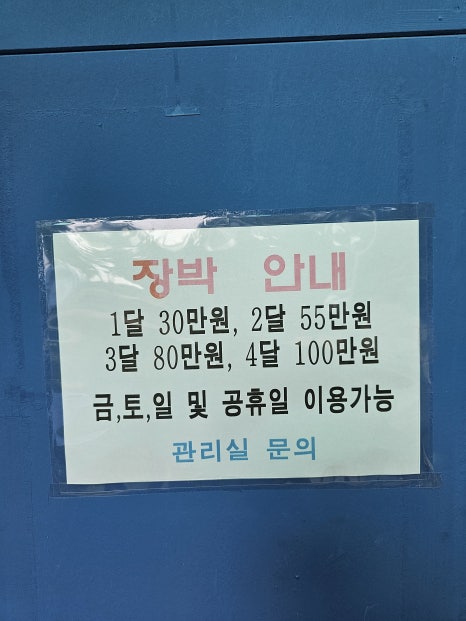 장박 안내
1달 30만원, 2달 55만원
3달 80만원, 4달 100만원
금,토,일 및 공휴일 이용가능
관리실 문의